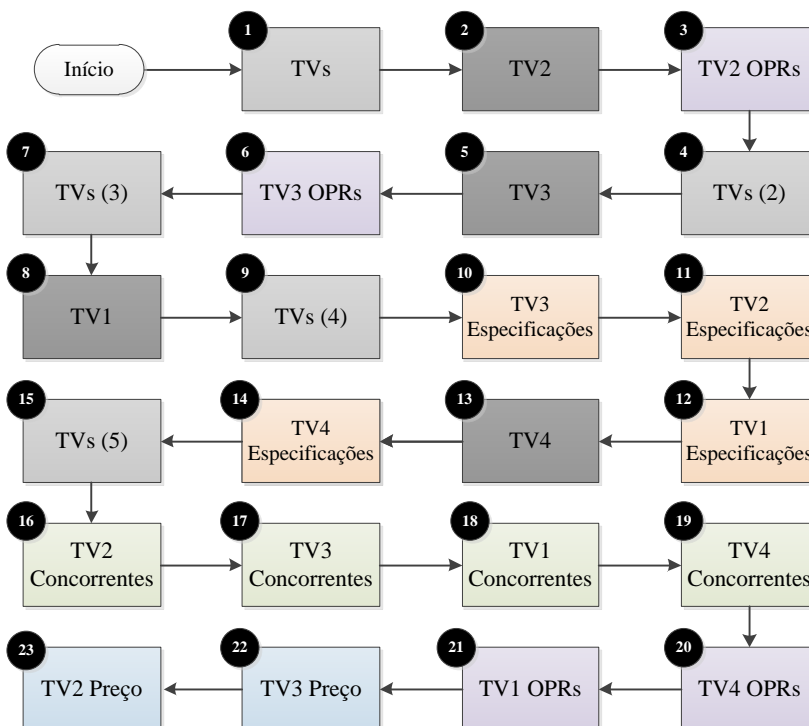 Início
1
TVs
2
TV2
3
TV2 OPRs
4
TVs (2)
5
TV3
6
TV3 OPRs
7
TVs (3)
8
TV1
9
TVs (4)
10
TV3
Especificações
11
TV2
Especificações
12
TV1
Especificações
13
TV4
14
TV4
Especificações
15
TVs (5)
16
TV2
Concorrentes
17
TV3
Concorrentes
18
TV1
Concorrentes
19
TV4
Concorrentes
20
TV4 OPRs
21
TV1 OPRs
22
TV3 Preço
23
TV2 Preço